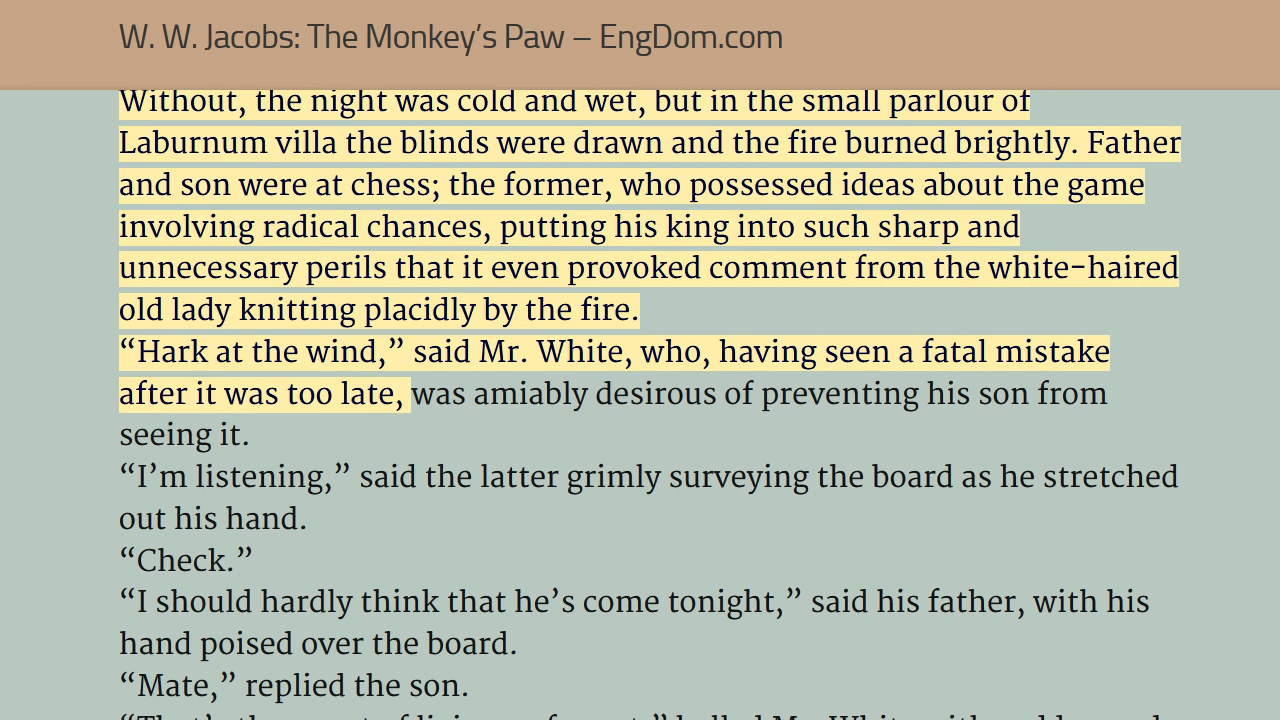 W. W. Jacobs: The Monkey’s Paw – EngDom.com
Without, the night was cold and wet, but in the small parlour of
Laburnum villa the blinds were drawn and the fire burned brightly. Father
and son were at chess; the former, who possessed ideas about the game
involving radical chances, putting his king into such sharp and
unnecessary perils that it even provoked comment from the white-haired
old lady knitting placidly by the fire.
“Hark at the wind,” said Mr. White, who, having seen a fatal mistake
after it was too late, was amiably desirous of preventing his son from
seeing it.
“I’m listening,” said the latter grimly surveying the board as he stretched
out his hand.
“Check.”
“I should hardly think that he’s come tonight,” said his father, with his
hand poised over the board.
“Mate,” replied the son.